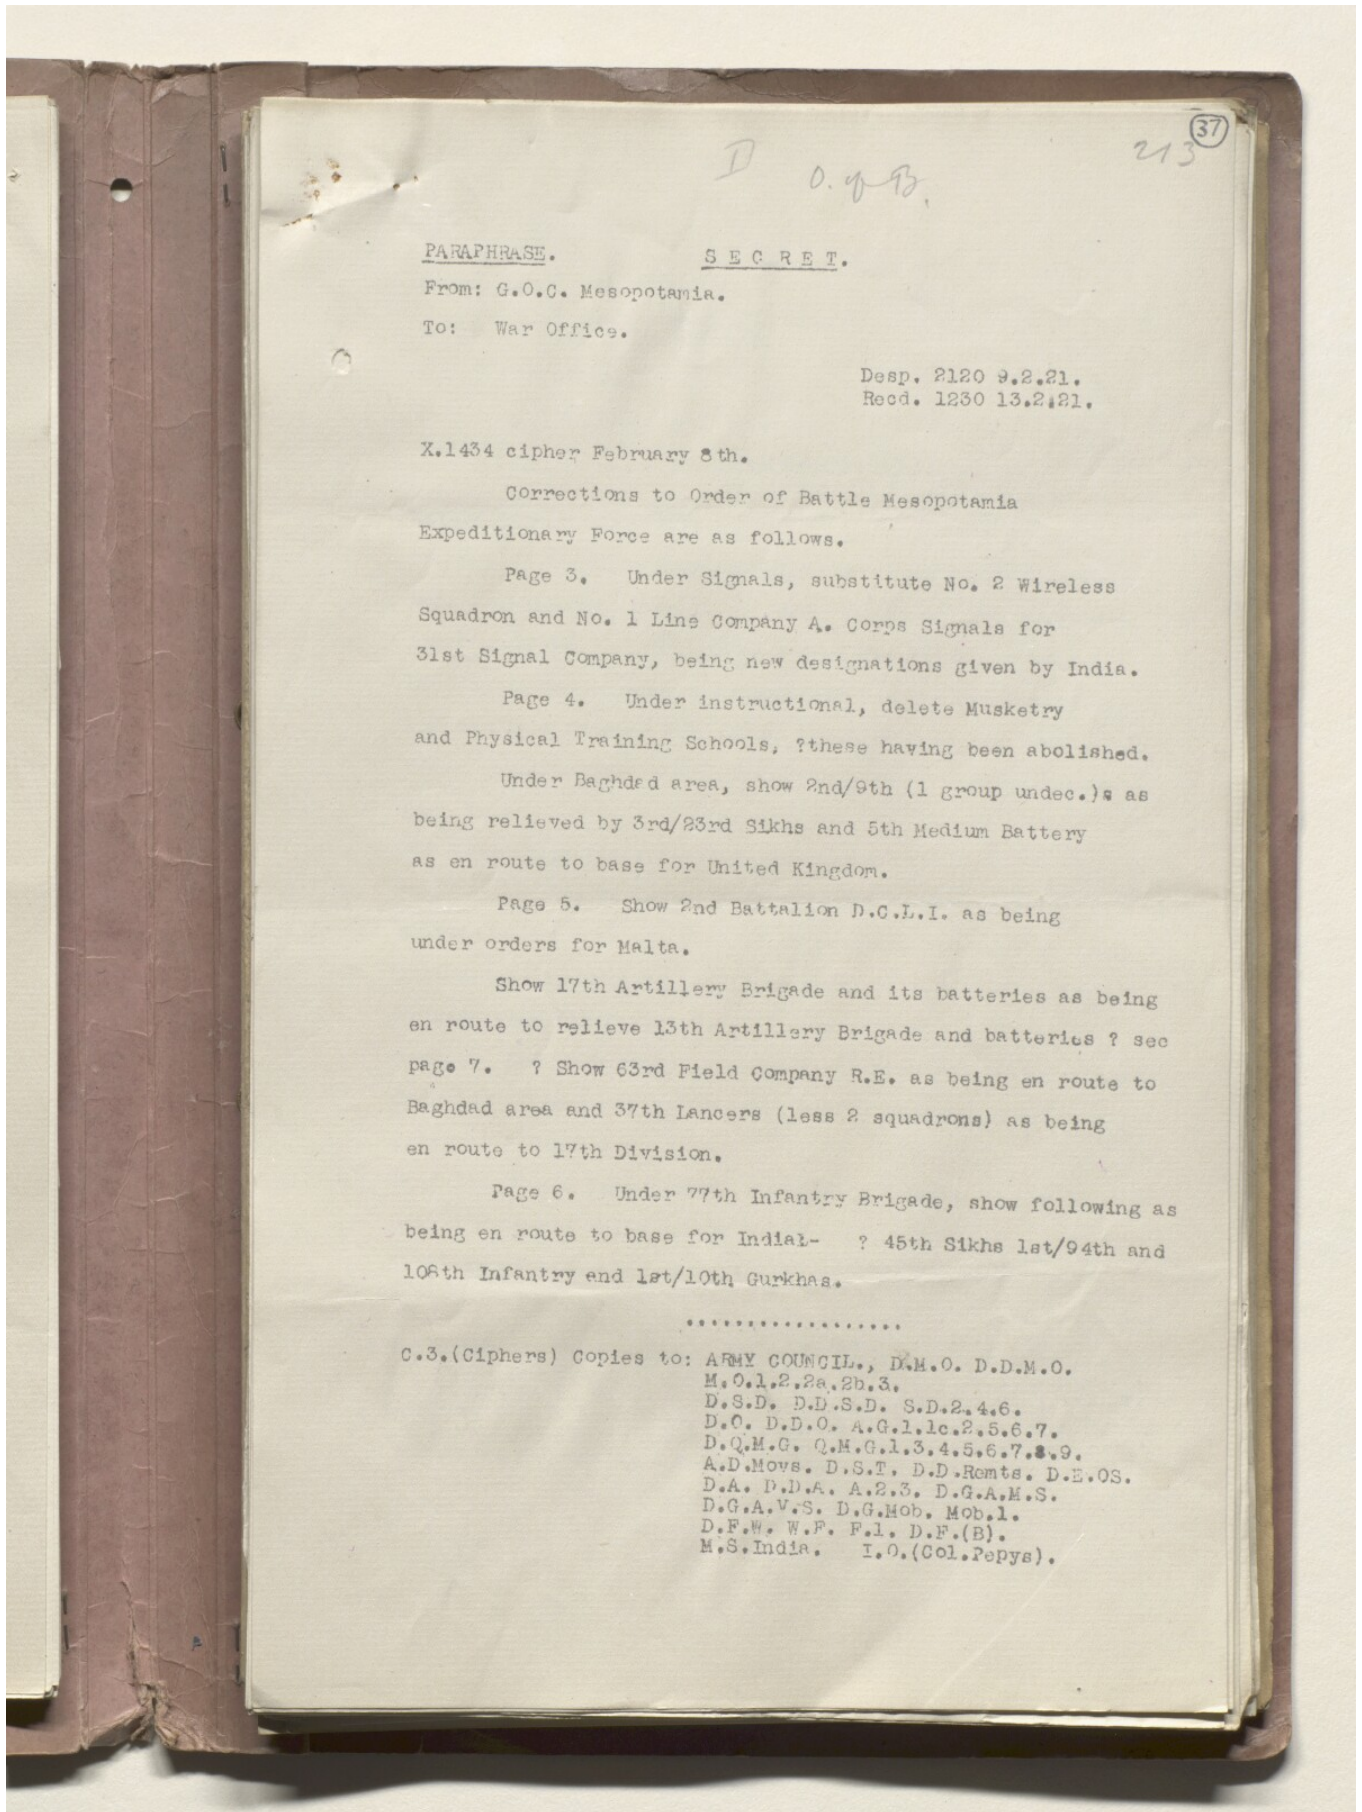 37
213
D
O. of B.
PARAPHRASE. SECRET.
From: G.O.C. Mesopotamia.
To: War Office.
Desp. 2120 9.2.21.
Recd. 1230 13.2.21.
X.1434 cipher February 8th.
Corrections to Order of Battle Mesopotamia
Expeditionary Force are as follows.
Page 3. Under Signals, substitute No. 2 Wireless
Squadron and No. 1 Line Company A. Corps Signals for
31st Signal Company, being new designations given by India.
Page 4. Under instructional, delete Musketry
and Physical Training Schools, ?these having been abolished.
Under Baghdad area, show 2nd/9th (1 group undec.)s as
being relieved by 3rd/23rd Sikhs and 5th Medium Battery
as en route to base for United Kingdom.
Page 5. Show 2nd Battalion D.C.L.I. as being
under orders for Malta.
Show 17th Artillery Brigade and its batteries as being
en route to relieve 13th Artillery Brigade and batteries ? sec
page 7. ? Show 63rd Field Company R.E. as being en route to
Baghdad area and 37th Lancers (less 2 squadrons) as being
en route to 17th Division.
Page 6. Under 77th Infantry Brigade, show following as
being en route to base for India:- ? 45th Sikhs 1st/94th and
108th Infantry and 1st/10th Gurkhas.
..................
C.3.(Ciphers) Copies to: ARMY COUNCIL., D.M.O. D.D.M.O.
M.O.1.2.2a.2b.3.
D.S.D. D.D.S.D. S.D.2.4.6.
D.O. D.D.O. A.G.1.1c.2.5.6.7.
D.Q.M.G. Q.M.G.1.3.4.5.6.7.8.9.
A.D.Movs. D.S.T. D.D.Remts. D.E.OS.
D.A. D.D.A. A.2.3. D.G.A.M.S.
D.G.A.V.S. D.G.Mob. Mob.1.
D.F.W. W.F. F.1. D.F.(B).
M.S.India. I.O.(Col.Pepys).